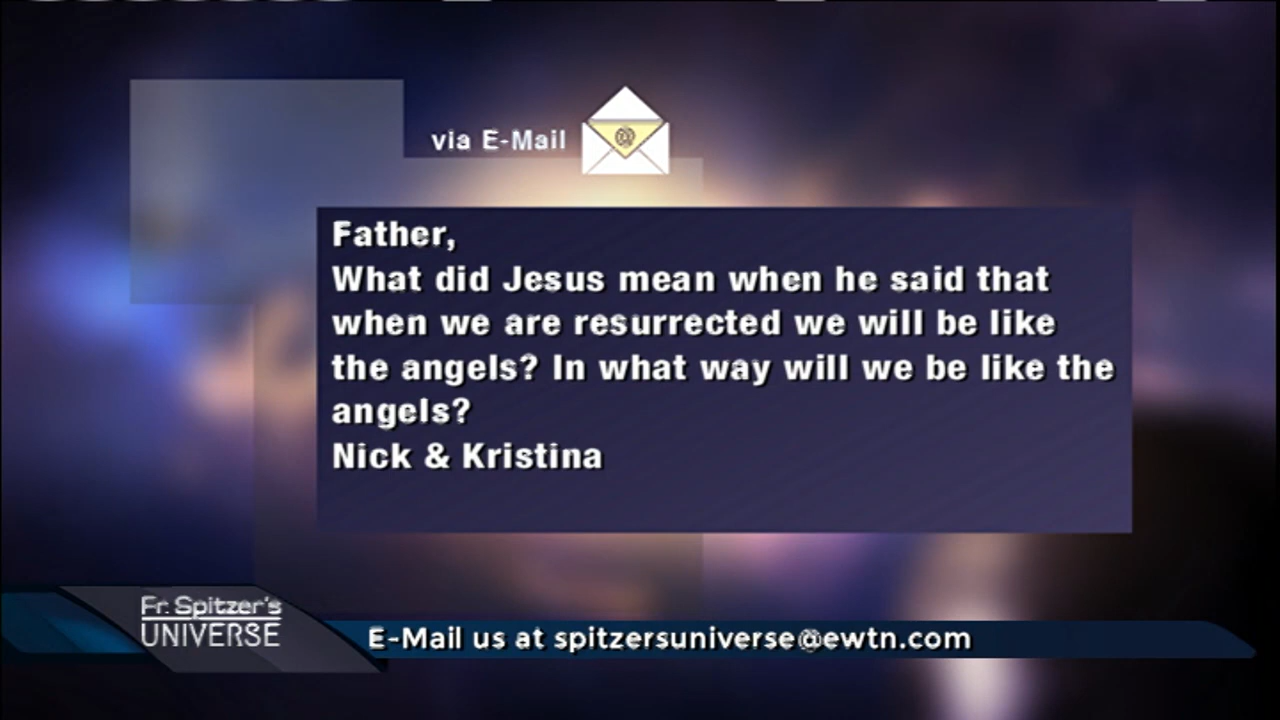 via E-Mail
@
Father,
What did Jesus mean when he said that
when we are resurrected we will be like
the angels? In what way will we be like the
angels?
Nick & Kristina
Fr. Spitzer's
UNIVERSE
E-Mail us at spitzersuniverse@ewtn.com